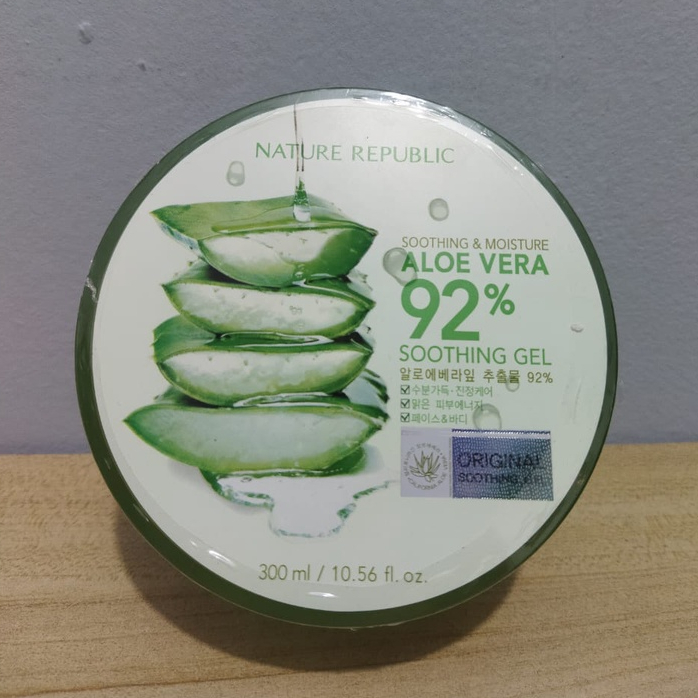 NATURE REPUBLIC
SOOTHING & MOISTURE
ALOE VERA
92%
SOOTHING GEL
알로에베라잎 추출물 92%
수분가득·진정케어
맑은 피부에너지
페이스&바디
ORIGINAL
SOOTHING GEL
300 ml / 10.56 fl. oz.